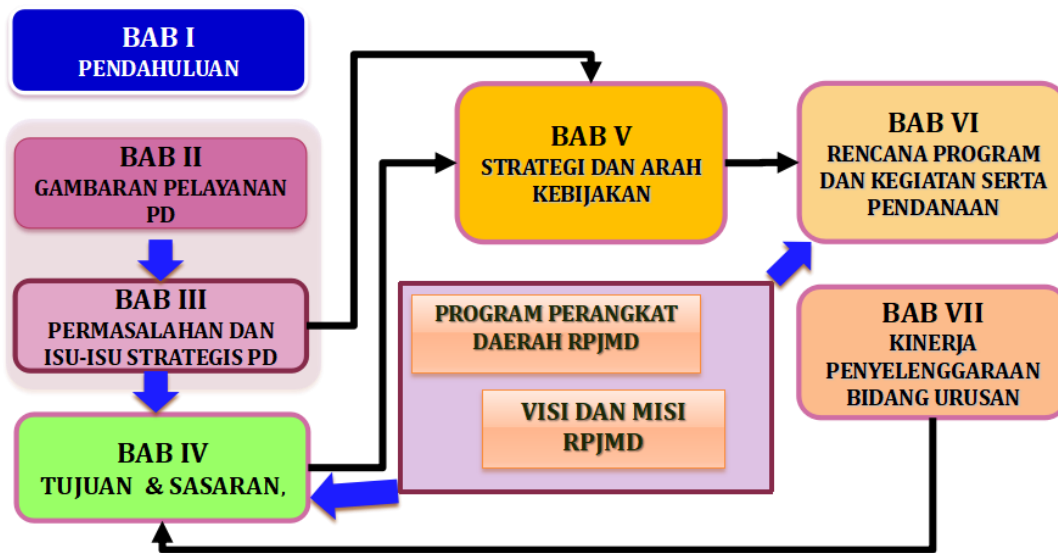 BAB I
PENDAHULUAN
BAB II
GAMBARAN PELAYANAN
PD
BAB III
PERMASALAHAN DAN
ISU-ISU STRATEGIS PD
BAB IV
TUJUAN & SASARAN,
BAB V
STRATEGI DAN ARAH
KEBIJAKAN
PROGRAM PERANGKAT
DAERAH RPJMD
VISI DAN MISI
RPJMD
BAB VI
RENCANA PROGRAM
DAN KEGIATAN SERTA
PENDANAAN
BAB VII
KINERJA
PENYELENGGARAAN
BIDANG URUSAN